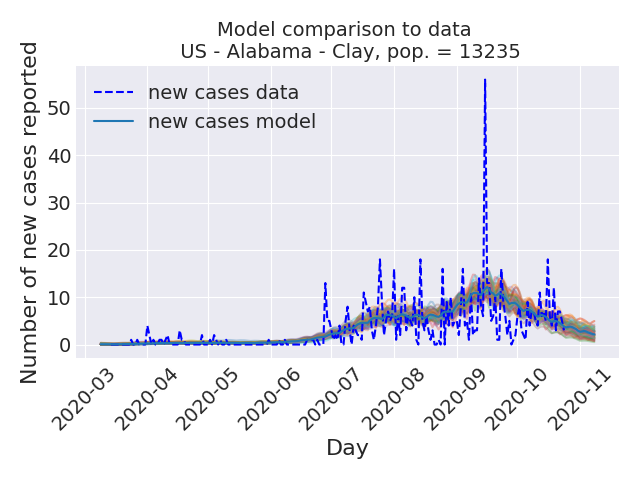 Model comparison to data
US - Alabama - Clay, pop. = 13235
new cases data
new cases model
Number of new cases reported
50
40
30
20
10
0
2020-03
2020-04
2020-05
2020-06
2020-07
2020-08
2020-09
2020-10
2020-11
Day